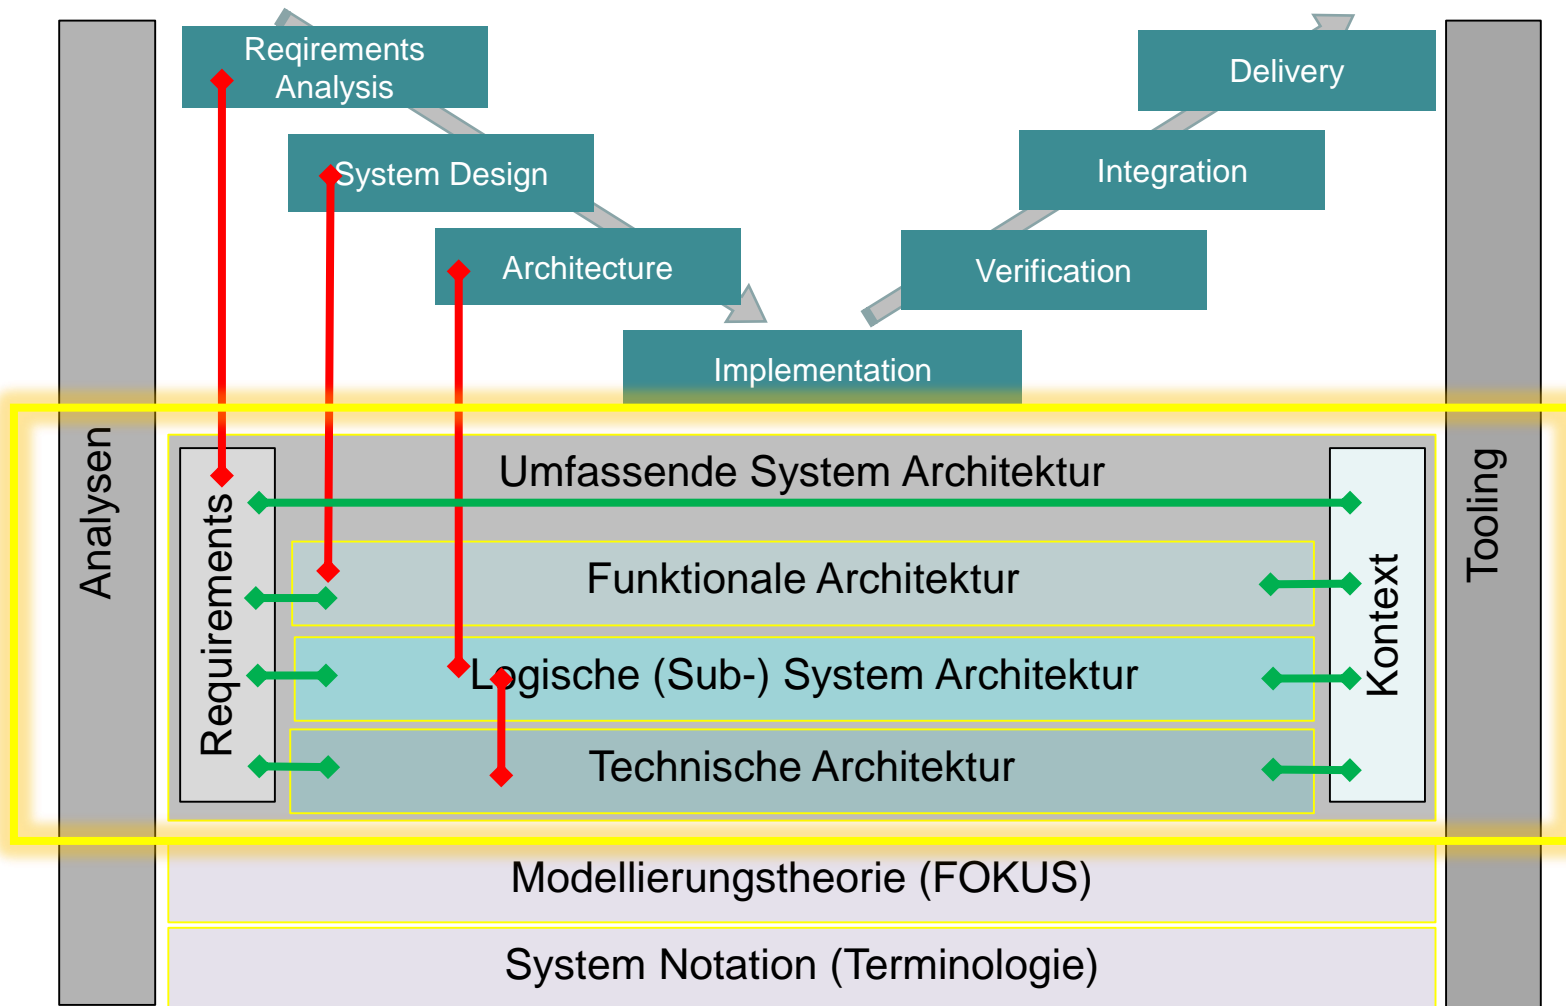 Reqirements
Analysis
Delivery
System Design
Integration
Architecture
Verification
Implementation
Analysen
Tooling
Umfassende System Architektur
Requirements
Kontext
Funktionale Architektur
Logische (Sub-) System Architektur
Technische Architektur
Modellierungstheorie (FOKUS)
System Notation (Terminologie)